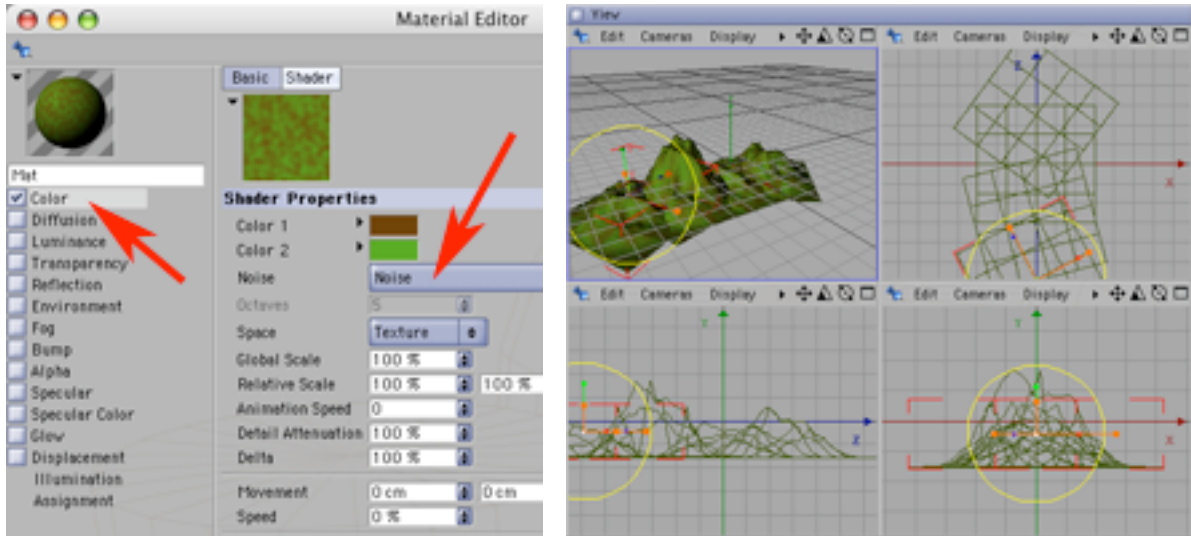 Material Editor
Basic Shader
Mat
Color
Diffusion
Luminance
Transparency
Reflection
Environment
Fog
Bump
Alpha
Specular
Specular Color
Glow
Displacement
Illumination
Assignment
Shader Properties
Color 1
Color 2
Noise Noise
Octaves 5
Space Texture
Global Scale 100 %
Relative Scale 100 % 100 %
Animation Speed 0
Detail Attenuation 100 %
Delta 100 %
Movement 0 cm 0 cm
Speed 0 %
View
Edit Cameras Display
Edit Cameras Display
Z
X
Edit Cameras Display
Edit Cameras Display
Y
Z
Y
X